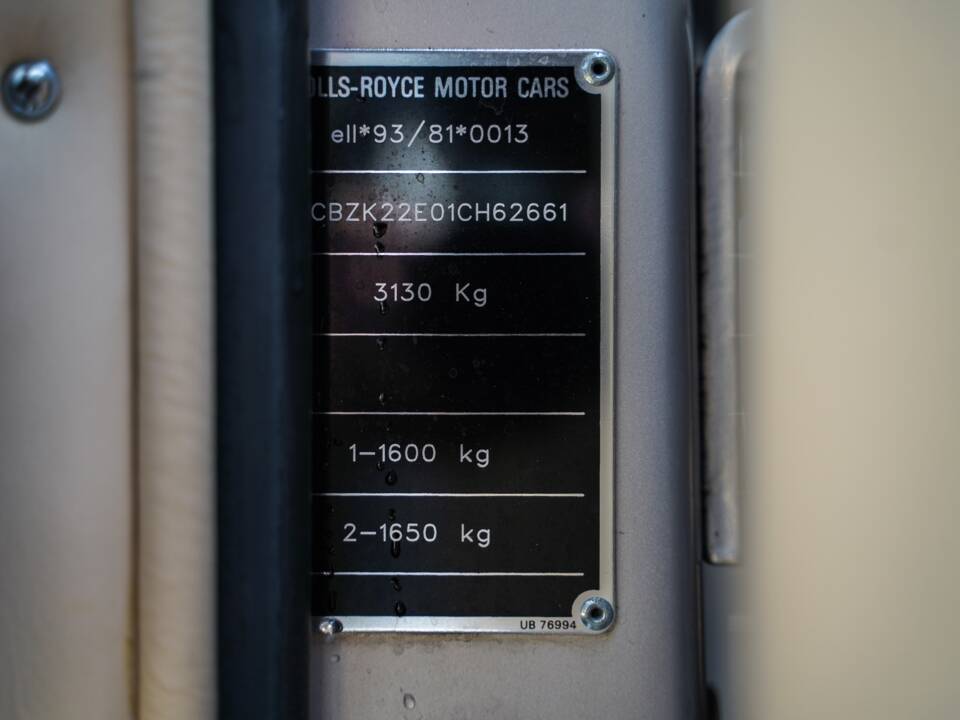 OLLS-ROYCE MOTOR CARS
ell*93/81*0013
CBZK22E01CH62661
3130 Kg
1-1600 kg
2-1650 kg
UB 76994